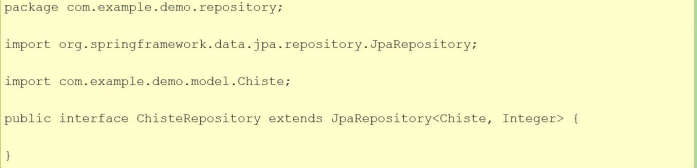 package com.example.demo.repository;
import org.springframework.data.jpa.repository.JpaRepository;
import com.example.demo.model.Chiste;
public interface ChisteRepository extends JpaRepository<Chiste, Integer> {
}